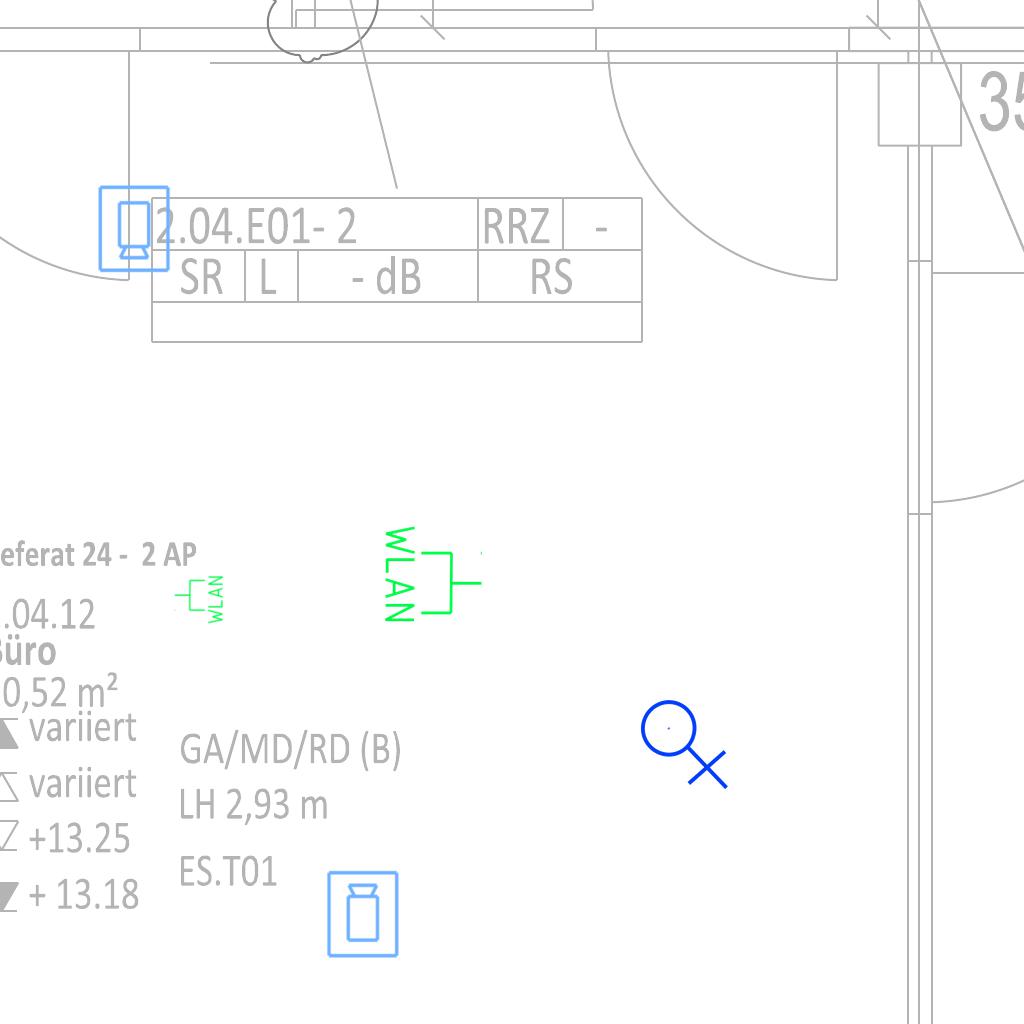 35
2.04.E01- 2 RRZ -
SR L - dB RS
WLAN
eferat 24 - 2 AP
WLAN
.04.12
Büro
0,52 m²
variiert
GA/MD/RD (B)
variiert
LH 2,93 m
+13.25
ES.T01
+ 13.18